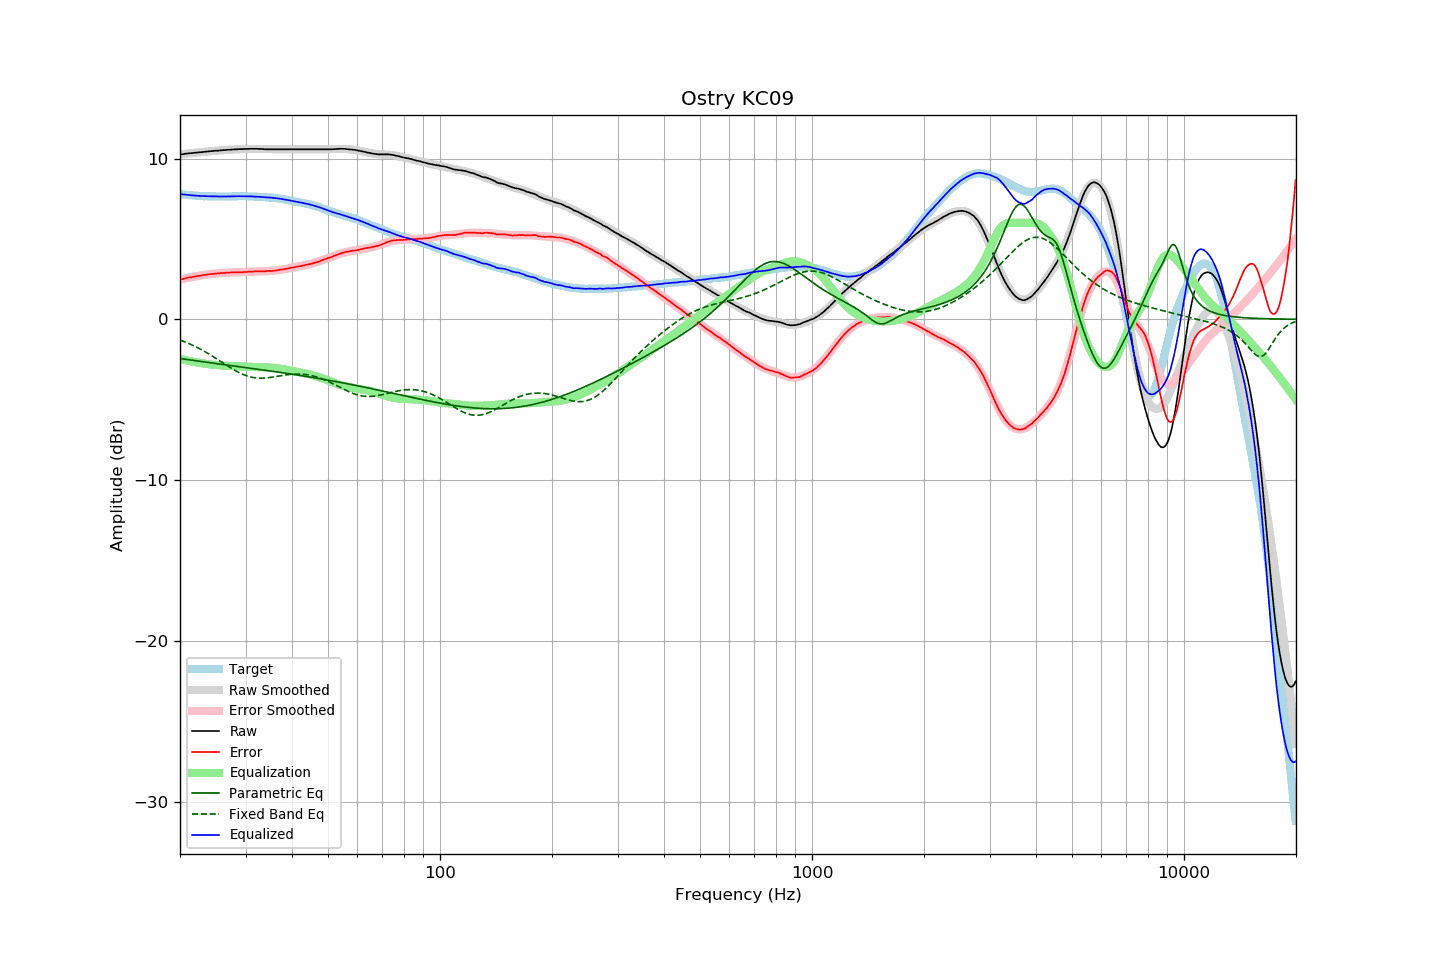 Ostry KC09
Amplitude (dBr)
10
0
−10
−20
−30
Target
Raw Smoothed
Error Smoothed
Raw
Error
Equalization
Parametric Eq
Fixed Band Eq
Equalized
100
1000
10000
Frequency (Hz)